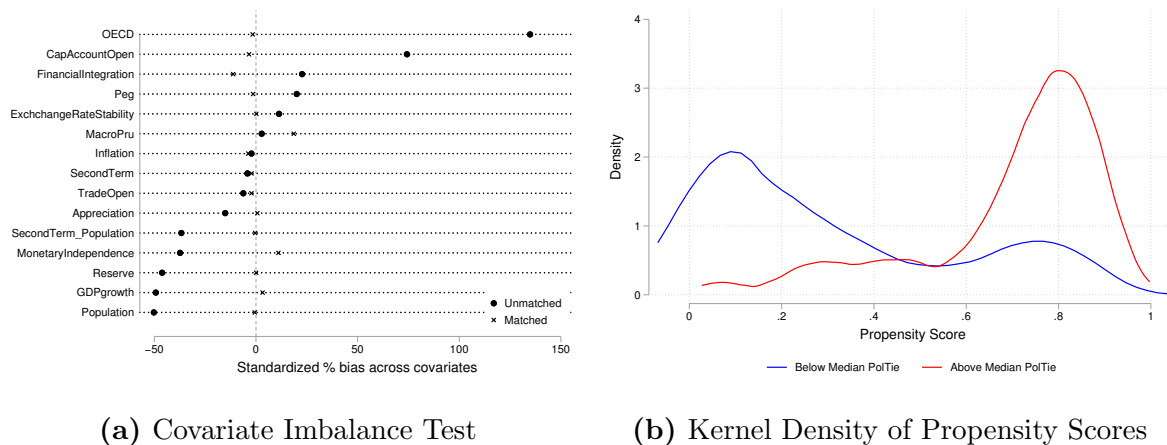 OECD
CapAccountOpen
FinancialIntegration
Peg
ExchchangeRateStability
MacroPru
Inflation
SecondTerm
TradeOpen
Appreciation
SecondTerm_Population
MonetaryIndependence
Reserve
GDPgrowth
Population
Unmatched
Matched
−50 0 50 100 150
Standardized % bias across covariates
(a) Covariate Imbalance Test
4
3
2
1
0
Density
0 .2 .4 .6 .8 1
Propensity Score
Below Median PolTie Above Median PolTie
(b) Kernel Density of Propensity Scores